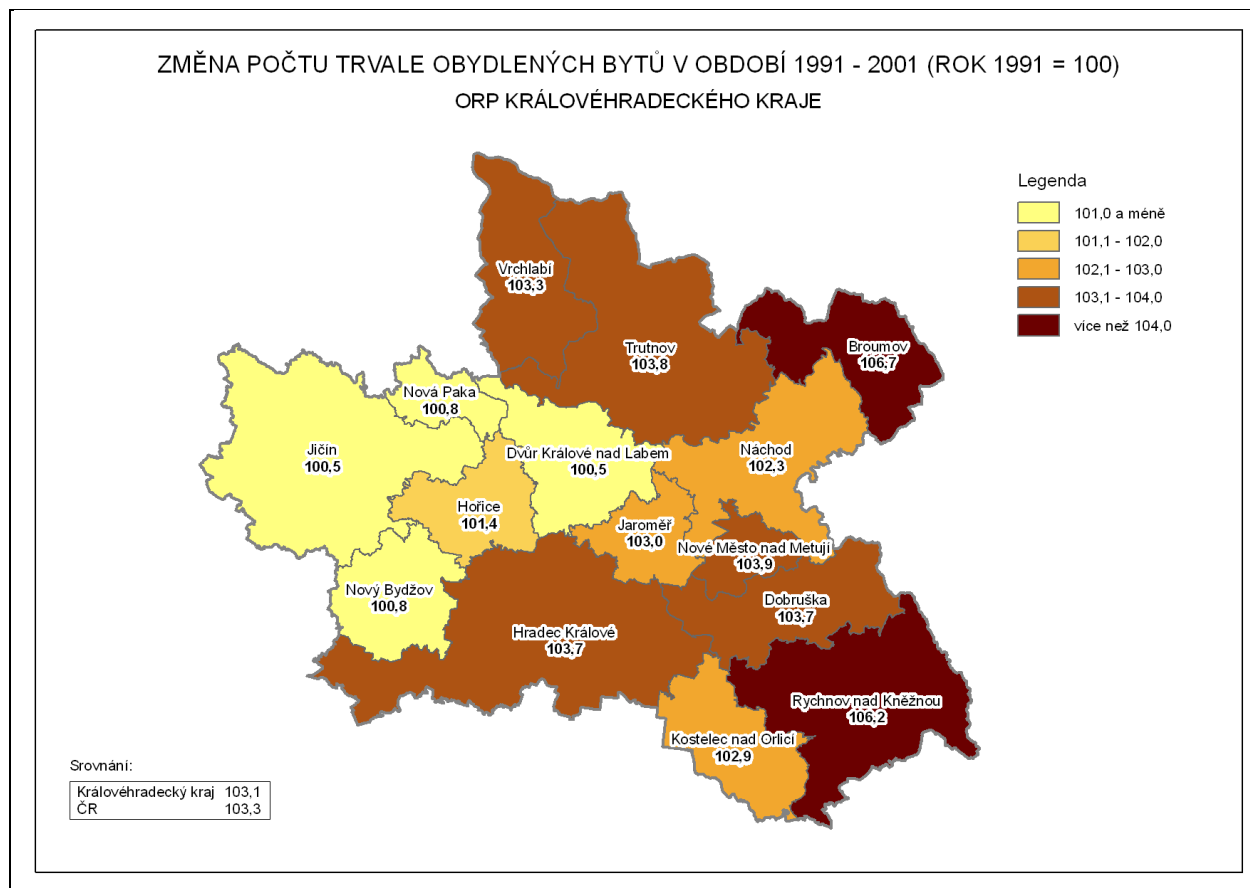 ZMĚNA POČTU TRVALE OBYDLENÝCH BYTŮ V OBDOBÍ 1991 - 2001 (ROK 1991 = 100)
ORP KRÁLOVÉHRADECKÉHO KRAJE
Legenda
101,0 a méně
101,1 - 102,0
102,1 - 103,0
103,1 - 104,0
více než 104,0
Vrchlabí
103,3
Trutnov
103,8
Broumov
106,7
Nová Paka
100,8
Jičín
100,5
Dvůr Králové nad Labem
100,5
Náchod
102,3
Hořice
101,4
Jaroměř
103,0
Nové Město nad Metují
103,9
Nový Bydžov
100,8
Dobruška
103,7
Hradec Králové
103,7
Rychnov nad Kněžnou
106,2
Kostelec nad Orlicí
102,9
Srovnání:
Královéhradecký kraj 103,1
ČR 103,3